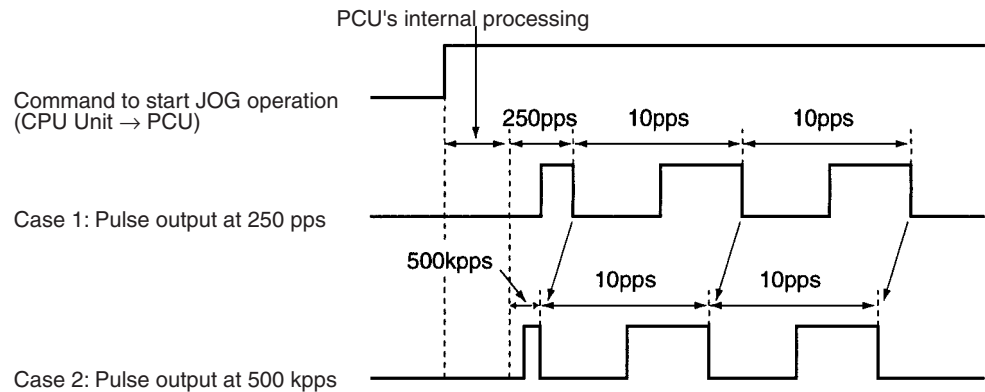 PCU's internal processing
Command to start JOG operation
(CPU Unit → PCU)
250pps
10pps
10pps
Case 1: Pulse output at 250 pps
500kpps
10pps
10pps
Case 2: Pulse output at 500 kpps